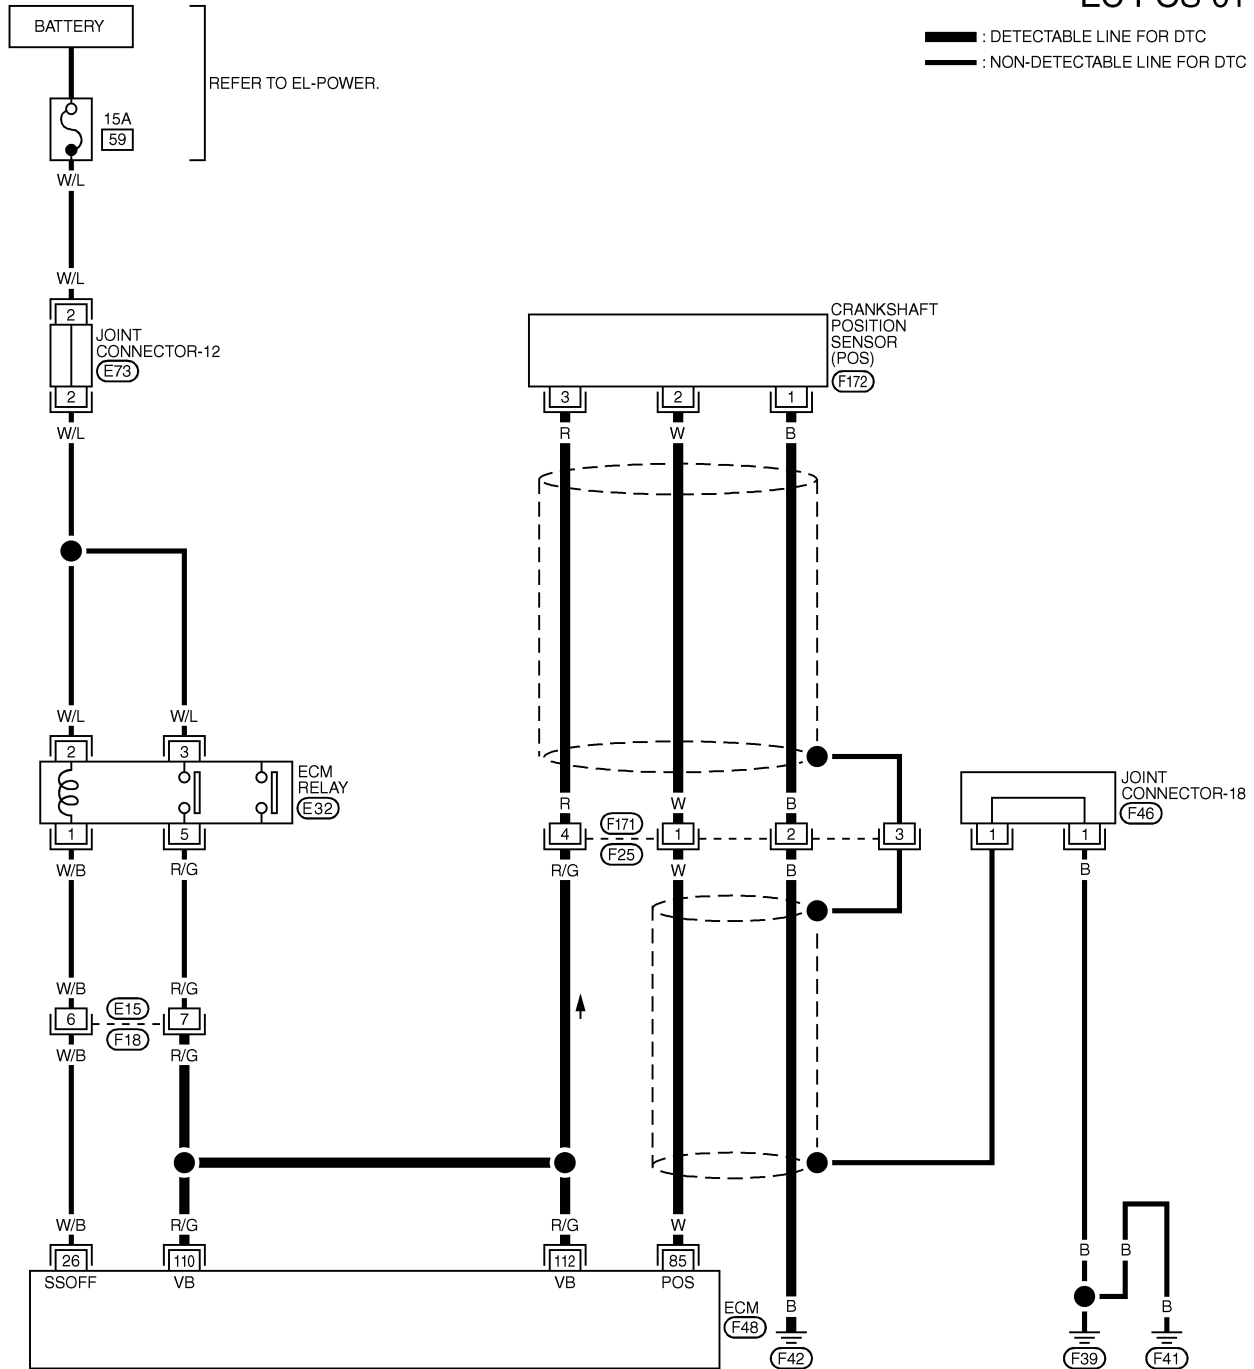 EC-POS-01
BATTERY
: DETECTABLE LINE FOR DTC
: NON-DETECTABLE LINE FOR DTC
REFER TO EL-POWER.
15A
59
W/L
W/L
2
JOINT
CONNECTOR-12
E73
2
W/L
CRANKSHAFT
POSITION
SENSOR
(POS)
F172
3 2 1
R W B
W/L W/L
2 3
ECM
RELAY
E32
1 5
W/B R/G
JOINT
CONNECTOR-18
F46
1 1
B
R W B
4 F171 1 2 3
F25
R/G W B
W/B R/G
6 E15 7
F18
W/B R/G
W/B R/G R/G W
26 110 112 85
SSOFF VB VB POS
ECM
F48
B
F42
B B
B
F39 F41